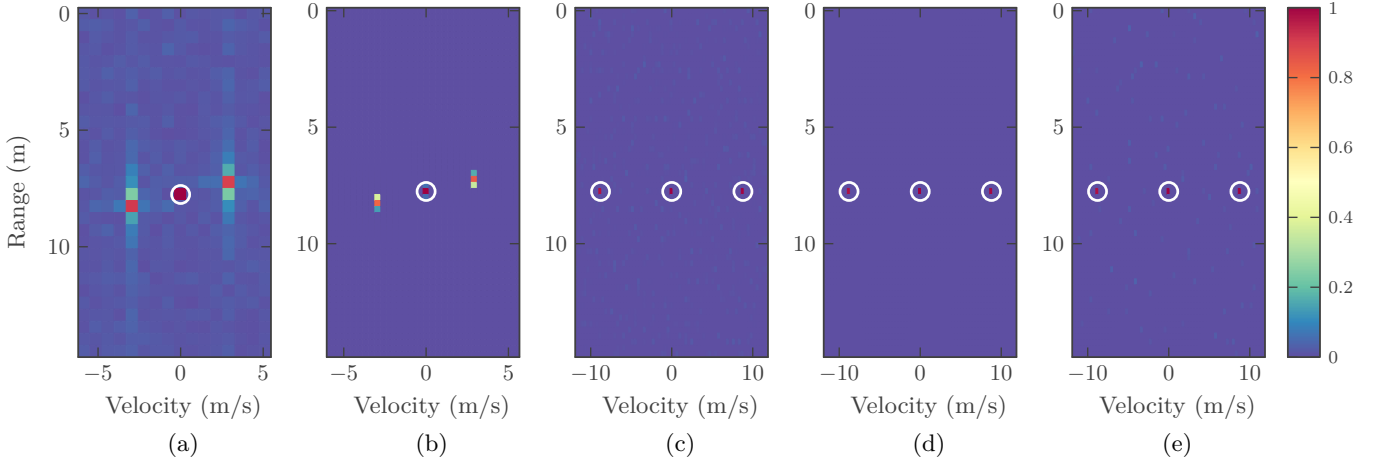 0 0 0 0 0 1
0.8
5 5 5 5 5
0.6
Range (m)
0.4
10 10 10 10 10
0.2
0
−5 0 5 −5 0 5 −10 0 10 −10 0 10 −10 0 10
Velocity (m/s) Velocity (m/s) Velocity (m/s) Velocity (m/s) Velocity (m/s)
(a) (b) (c) (d) (e)